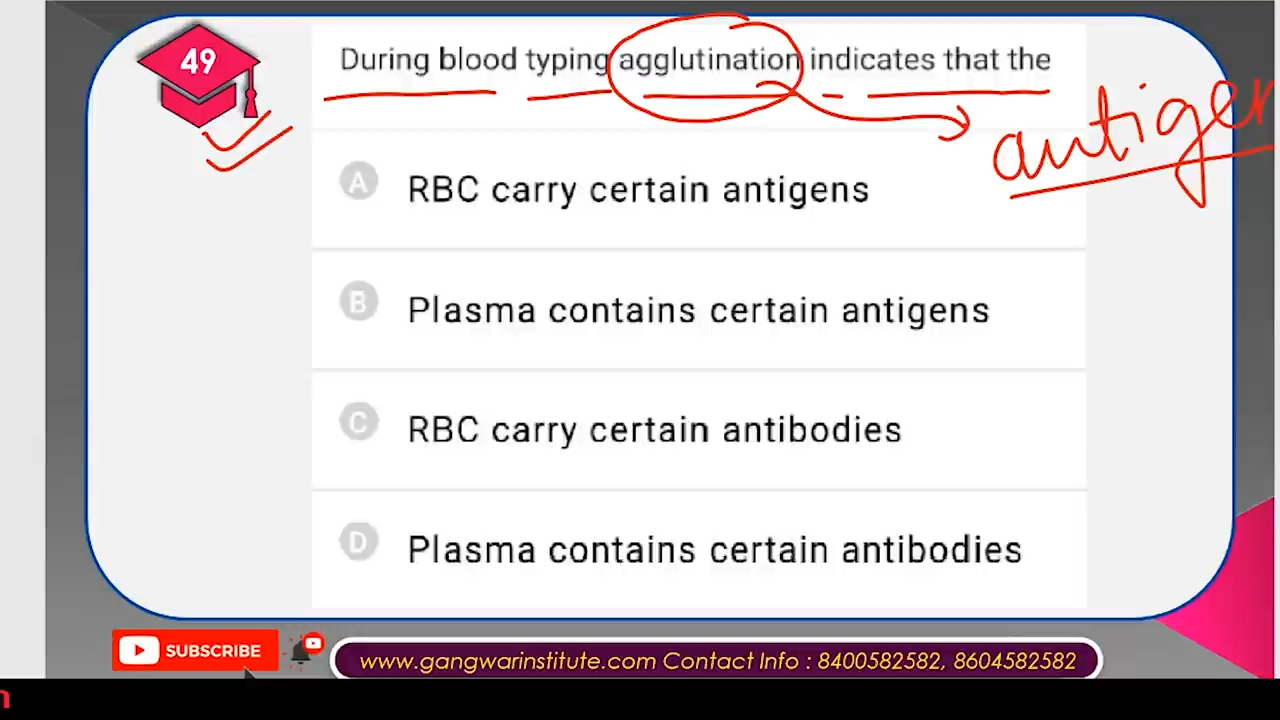 49
During blood typing agglutination indicates that the
antigen
A RBC carry certain antigens
B Plasma contains certain antigens
C RBC carry certain antibodies
D Plasma contains certain antibodies
SUBSCRIBE
www.gangwarinstitute.com Contact Info : 8400582582, 8604582582